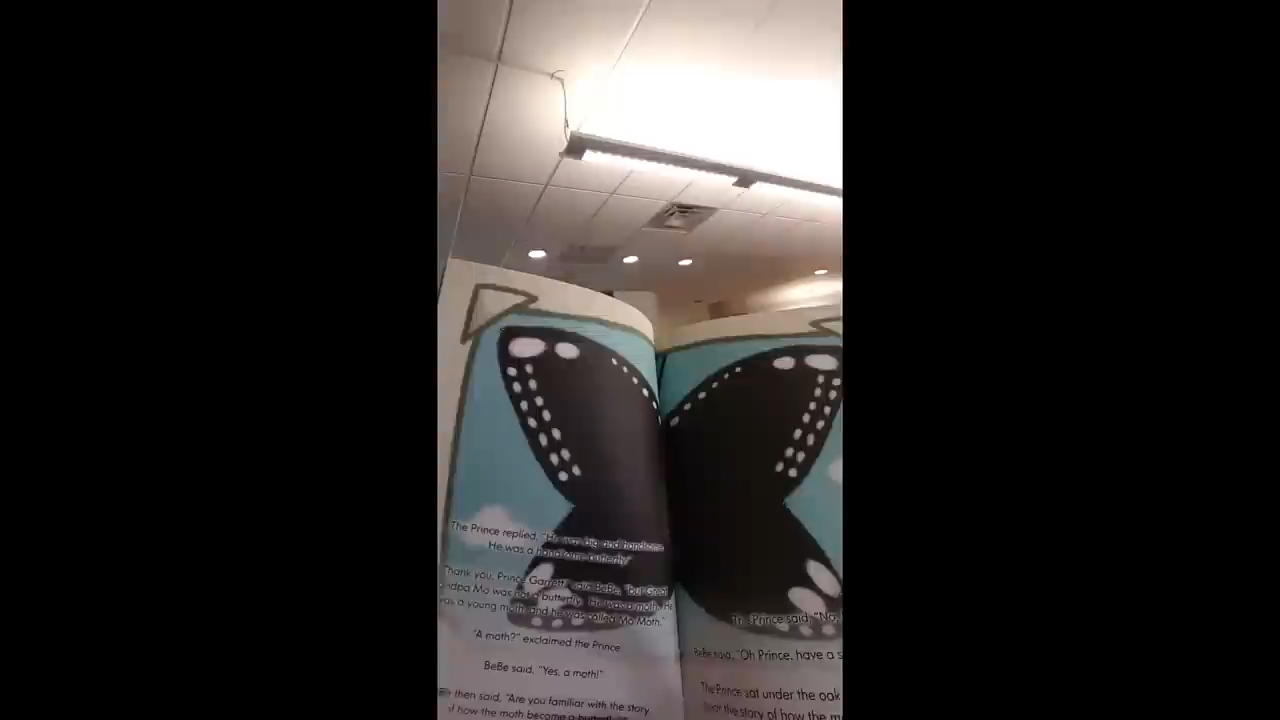 The Prince replied, "He was big and handsome.
He was a handsome butterfly."
Thank you, Prince Garrett," said BeBe, "but Great
ndpa Mo was not a butterfly. He was a moth. He
was a young moth, and he was called Mo Moth."
"A moth?" exclaimed the Prince.
BeBe said, "Yes, a moth!"
then said, "Are you familiar with the story
of how the moth become a butterfly
The Prince said, "No,
BeBe said, "Oh Prince, have a s
The Prince sat under the oak
the story of how the m